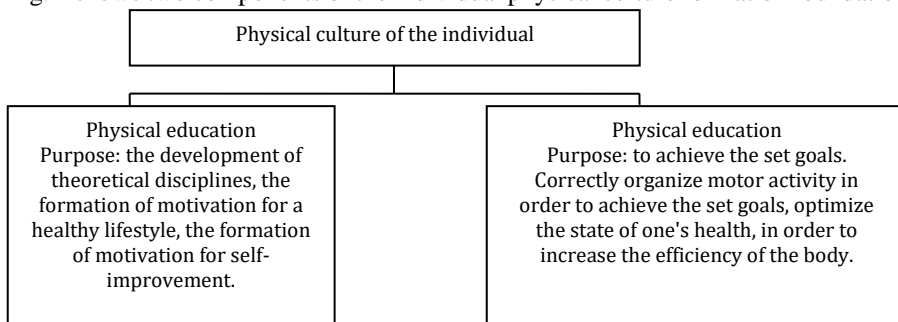 Physical culture of the individual
Physical education
Purpose: the development of
theoretical disciplines, the
formation of motivation for a
healthy lifestyle, the formation
of motivation for self-
improvement.
Physical education
Purpose: to achieve the set goals.
Correctly organize motor activity in
order to achieve the set goals, optimize
the state of one's health, in order to
increase the efficiency of the body.